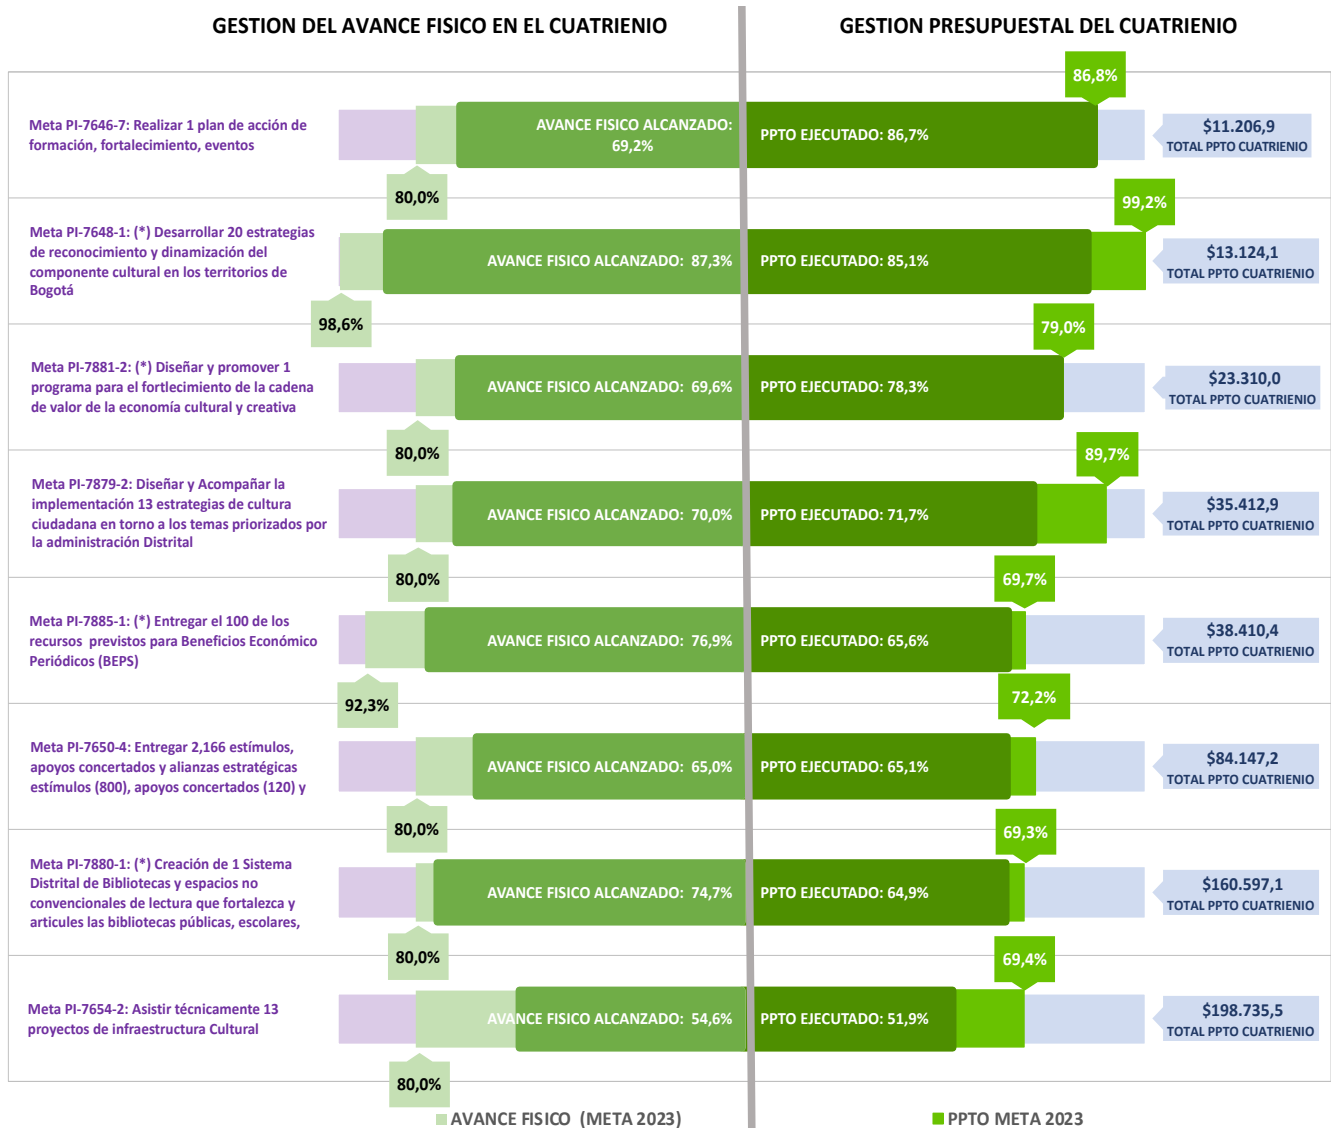 GESTION DEL AVANCE FISICO EN EL CUATRIENIO
GESTION PRESUPUESTAL DEL CUATRIENIO
Meta PI-7646-7: Realizar 1 plan de acción de
formación, fortalecimiento, eventos
80,0%
AVANCE FISICO ALCANZADO:
69,2%
PPTO EJECUTADO: 86,7%
86,8%
$11.206,9
TOTAL PPTO CUATRIENIO
Meta PI-7648-1: (*) Desarrollar 20 estrategias
de reconocimiento y dinamización del
componente cultural en los territorios de
Bogotá
98,6%
AVANCE FISICO ALCANZADO: 87,3%
PPTO EJECUTADO: 85,1%
99,2%
$13.124,1
TOTAL PPTO CUATRIENIO
Meta PI-7881-2: (*) Diseñar y promover 1
programa para el fortlecimiento de la cadena
de valor de la economía cultural y creativa
80,0%
AVANCE FISICO ALCANZADO: 69,6%
PPTO EJECUTADO: 78,3%
79,0%
$23.310,0
TOTAL PPTO CUATRIENIO
Meta PI-7879-2: Diseñar y Acompañar la
implementación 13 estrategias de cultura
ciudadana en torno a los temas priorizados por
la administración Distrital
80,0%
AVANCE FISICO ALCANZADO: 70,0%
PPTO EJECUTADO: 71,7%
89,7%
$35.412,9
TOTAL PPTO CUATRIENIO
Meta PI-7885-1: (*) Entregar el 100 de los
recursos previstos para Beneficios Económico
Periódicos (BEPS)
92,3%
AVANCE FISICO ALCANZADO: 76,9%
PPTO EJECUTADO: 65,6%
69,7%
$38.410,4
TOTAL PPTO CUATRIENIO
Meta PI-7650-4: Entregar 2,166 estímulos,
apoyos concertados y alianzas estratégicas
estímulos (800), apoyos concertados (120) y
80,0%
AVANCE FISICO ALCANZADO: 65,0%
PPTO EJECUTADO: 65,1%
72,2%
$84.147,2
TOTAL PPTO CUATRIENIO
Meta PI-7880-1: (*) Creación de 1 Sistema
Distrital de Bibliotecas y espacios no
convencionales de lectura que fortalezca y
articules las bibliotecas públicas, escolares,
80,0%
AVANCE FISICO ALCANZADO: 74,7%
PPTO EJECUTADO: 64,9%
69,3%
$160.597,1
TOTAL PPTO CUATRIENIO
Meta PI-7654-2: Asistir técnicamente 13
proyectos de infraestructura Cultural
80,0%
AVANCE FISICO ALCANZADO: 54,6%
PPTO EJECUTADO: 51,9%
69,4%
$198.735,5
TOTAL PPTO CUATRIENIO
AVANCE FISICO (META 2023)
PPTO META 2023